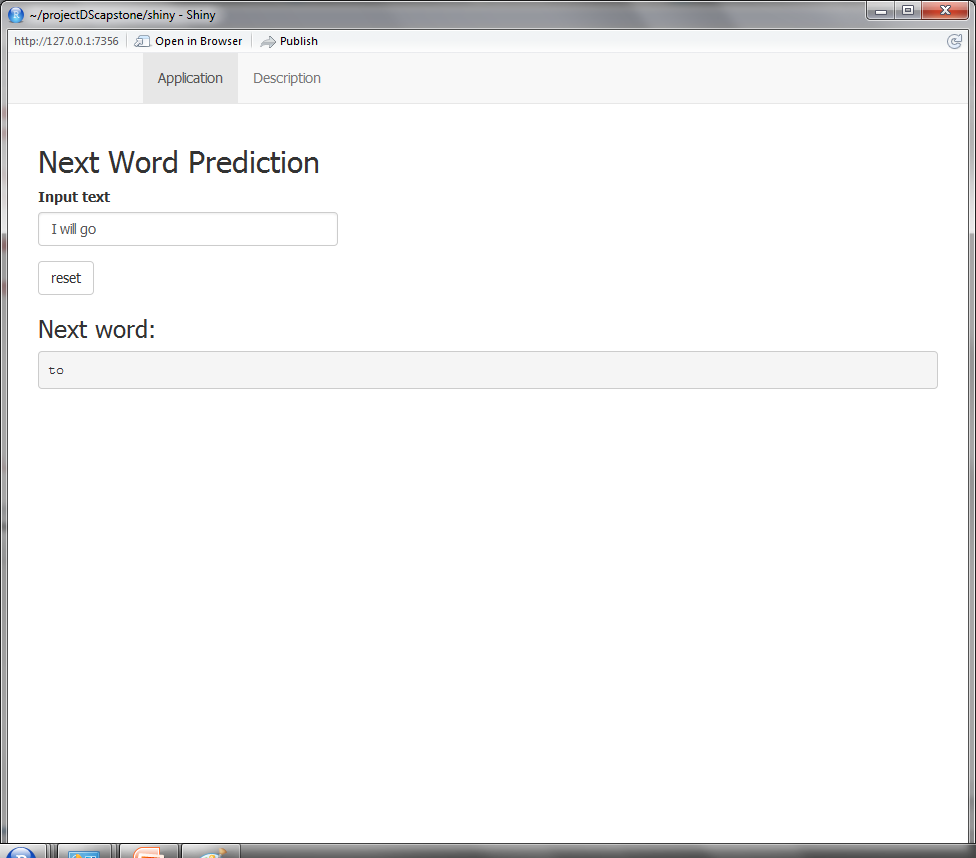 ~/projectDScapstone/shiny - Shiny
http://127.0.0.1:7356 Open in Browser Publish
Application Description
Next Word Prediction
Input text
I will go
reset
Next word:
to